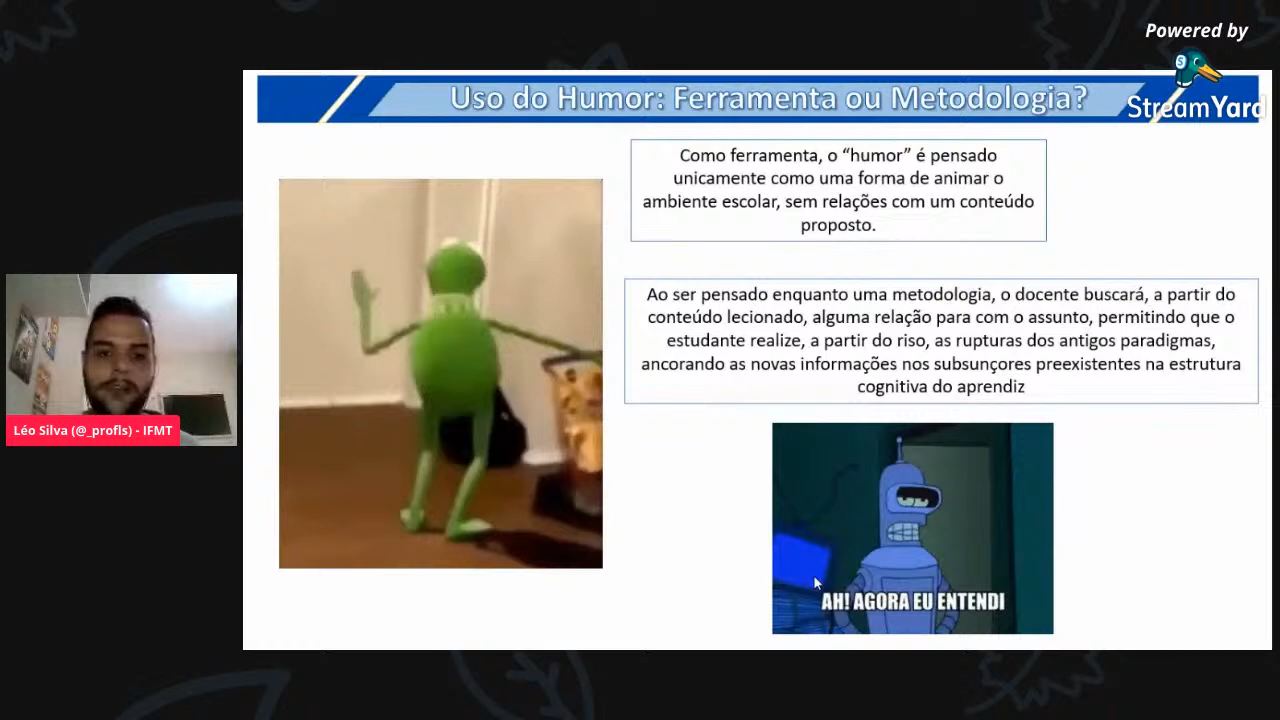 Powered by
StreamYard
Uso do Humor: Ferramenta ou Metodologia?
Como ferramenta, o “humor” é pensado
unicamente como uma forma de animar o
ambiente escolar, sem relações com um conteúdo
proposto.
Ao ser pensado enquanto uma metodologia, o docente buscará, a partir do
conteúdo lecionado, alguma relação para com o assunto, permitindo que o
estudante realize, a partir do riso, as rupturas dos antigos paradigmas,
ancorando as novas informações nos subsunçores preexistentes na estrutura
cognitiva do aprendiz
Léo Silva (@_profls) - IFMT
AH! AGORA EU ENTENDI